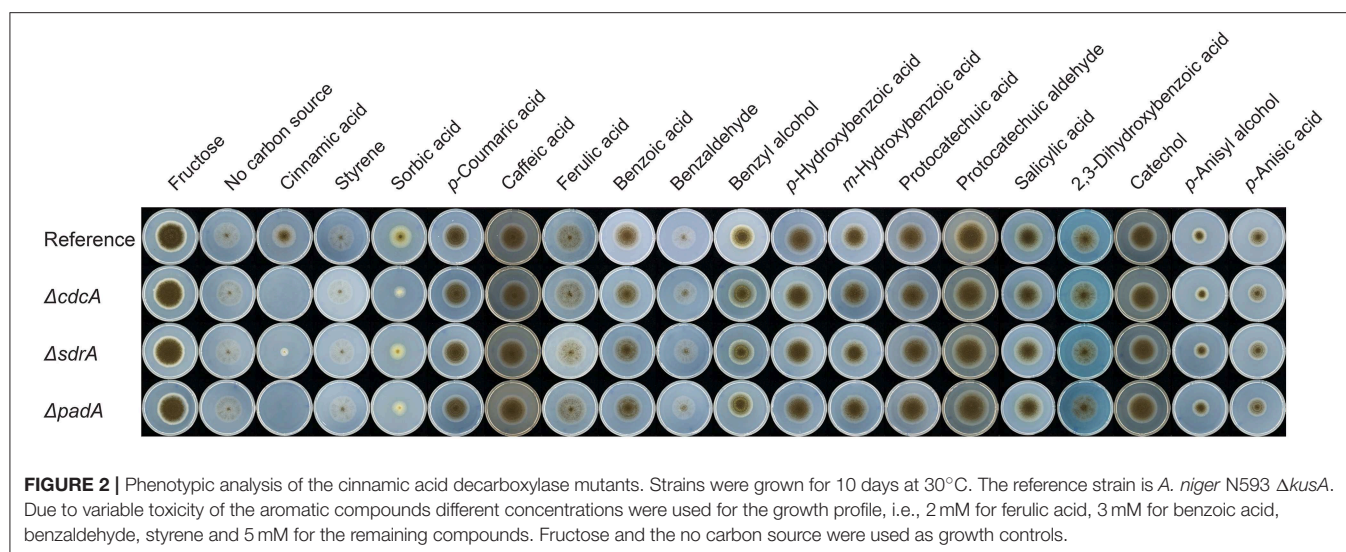 Fructose
No carbon source
Cinnamic acid
Styrene
Sorbic acid
p-Coumaric acid
Caffeic acid
Ferulic acid
Benzoic acid
Benzaldehyde
Benzyl alcohol
p-Hydroxybenzoic acid
m-Hydroxybenzoic acid
Protocatechuic acid
Protocatechuic aldehyde
Salicylic acid
2,3-Dihydroxybenzoic acid
Catechol
p-Anisyl alcohol
p-Anisic acid
Reference
ΔcdcA
ΔsdrA
ΔpadA
FIGURE 2 | Phenotypic analysis of the cinnamic acid decarboxylase mutants. Strains were grown for 10 days at 30°C. The reference strain is A. niger N593 ΔkusA.
Due to variable toxicity of the aromatic compounds different concentrations were used for the growth profile, i.e., 2 mM for ferulic acid, 3 mM for benzoic acid,
benzaldehyde, styrene and 5 mM for the remaining compounds. Fructose and the no carbon source were used as growth controls.